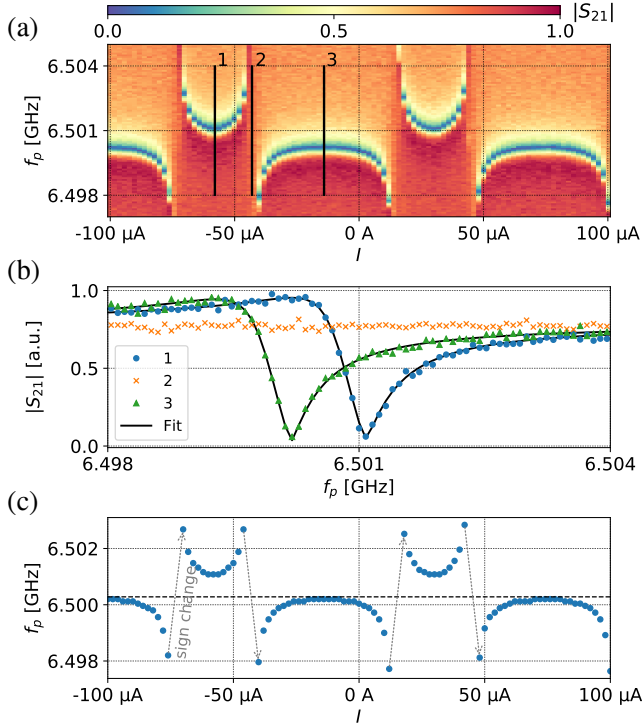 (a)
0.0 0.5 1.0 |S21|
1 2 3
6.504
6.501
6.498
fp [GHz]
-100 µA -50 µA 0 A 50 µA 100 µA
I
(b)
1.0
0.5
0.0
|S21| [a.u.]
1
2
3
Fit
6.498 6.501 6.504
fp [GHz]
(c)
6.502
6.500
6.498
fp [GHz]
sign change
-100 µA -50 µA 0 A 50 µA 100 µA
I